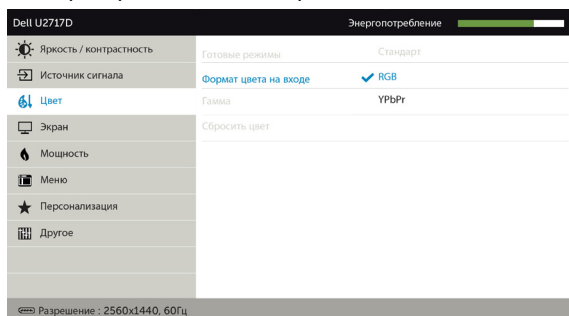 Dell U2717D Энергопотребление
Яркость / контрастность
Готовые режимы Стандарт
Источник сигнала
Формат цвета на входе RGB
Цвет
Гамма YPbPr
Экран
Сбросить цвет
Мощность
Меню
Персонализация
Другое
Разрешение : 2560x1440, 60Гц